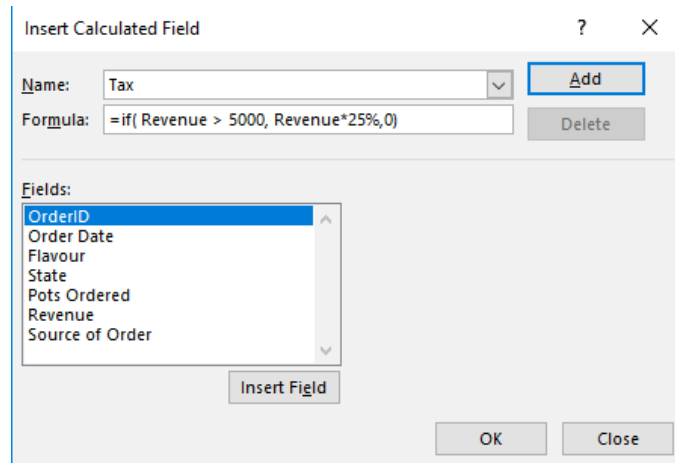 Insert Calculated Field ? ×
Name: Tax Add
Formula: =if( Revenue > 5000, Revenue*25%,0) Delete
Fields:
OrderID
Order Date
Flavour
State
Pots Ordered
Revenue
Source of Order
Insert Field
OK Close